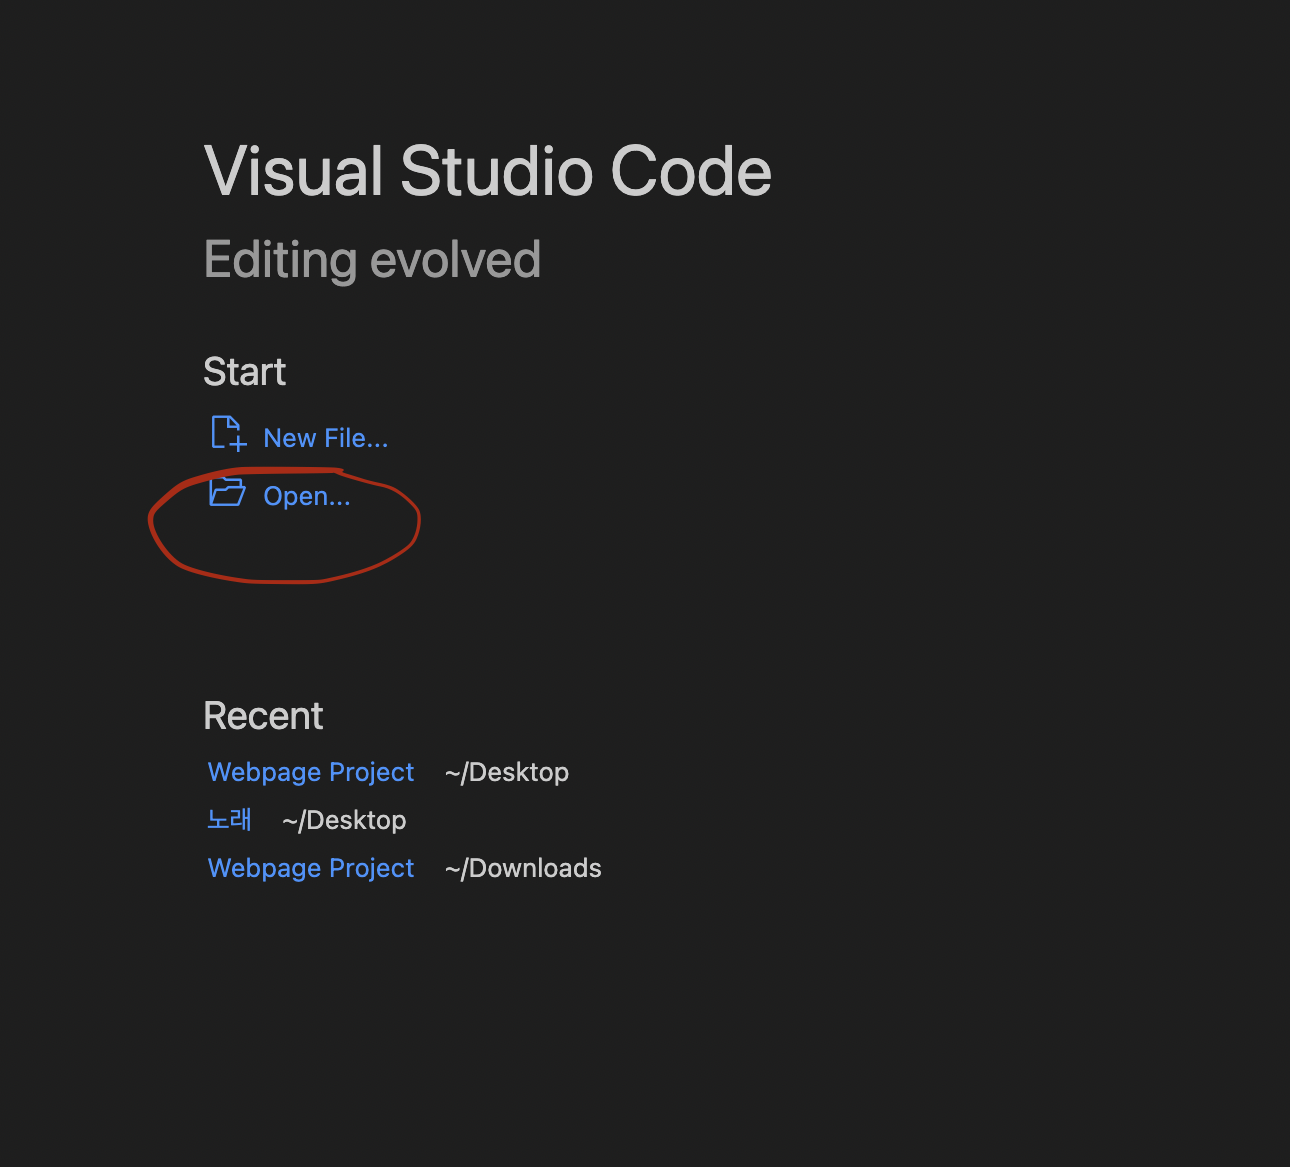 Visual Studio Code
Editing evolved
Start
New File...
Open...
Recent
Webpage Project ~/Desktop
노래 ~/Desktop
Webpage Project ~/Downloads